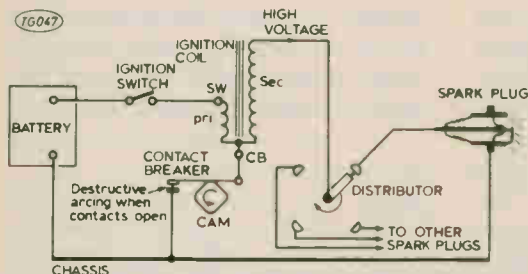 TG047
HIGH
VOLTAGE
IGNITION
COIL
IGNITION
SWITCH
SW
Sec
pri
SPARK PLUG
BATTERY
CB
CONTACT
BREAKER
Destructive
arcing when
contacts open
CAM
DISTRIBUTOR
TO OTHER
SPARK PLUGS
CHASSIS